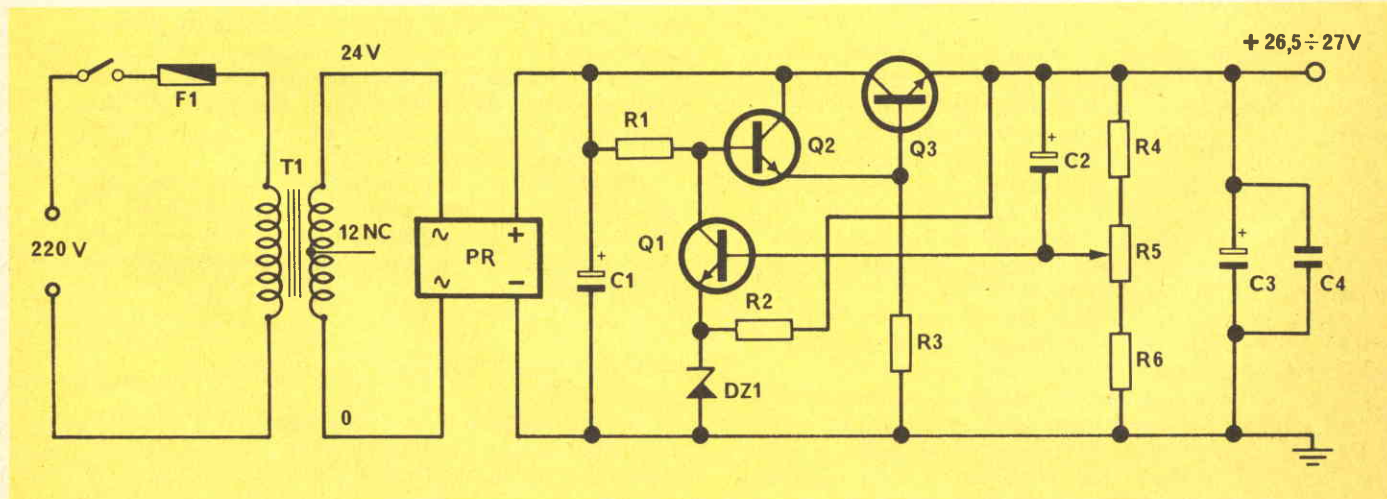 24 V
+ 26,5 ÷ 27V
F1
R1
Q2
Q3
C2
R4
T1
220 V
12 NC
~ +
PR
~ −
+
C1
Q1
R2
R5
+
C3
C4
R3
R6
DZ1
0
+